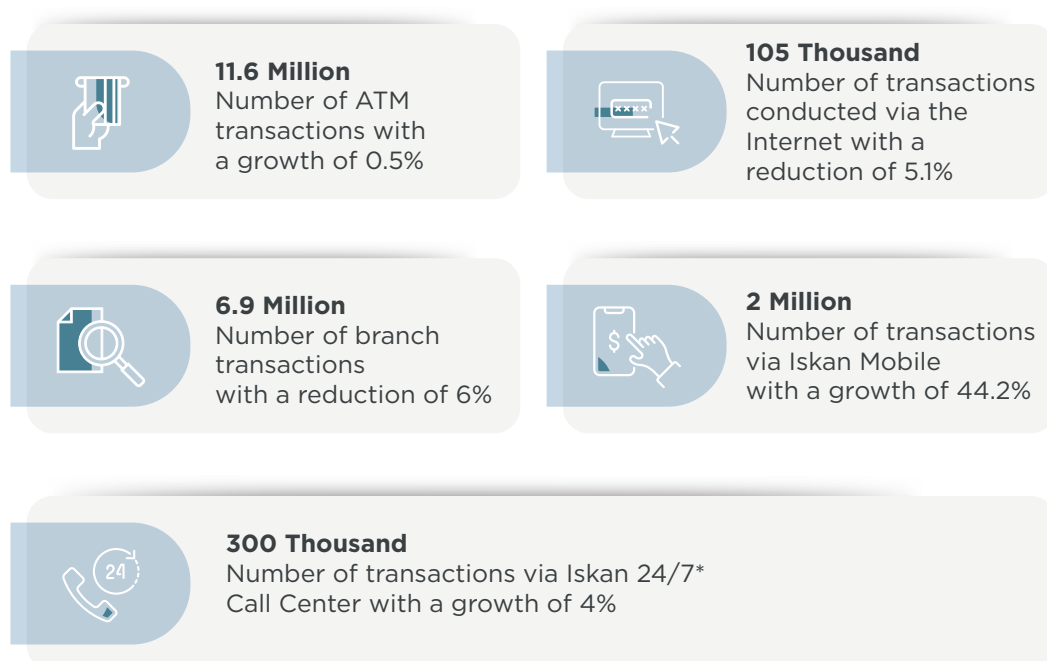 11.6 Million
Number of ATM
transactions with
a growth of 0.5%
105 Thousand
Number of transactions
conducted via the
Internet with a
reduction of 5.1%
6.9 Million
Number of branch
transactions
with a reduction of 6%
$
2 Million
Number of transactions
via Iskan Mobile
with a growth of 44.2%
24
300 Thousand
Number of transactions via Iskan 24/7*
Call Center with a growth of 4%